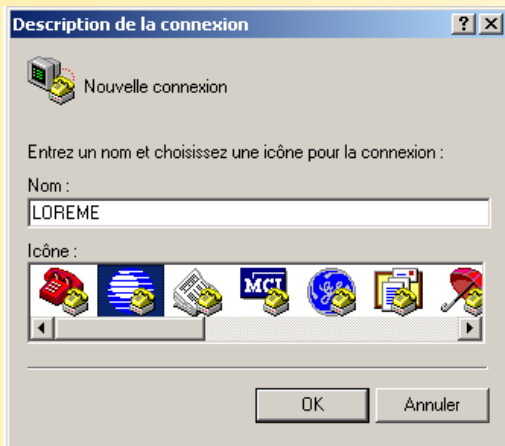 Description de la connexion
Nouvelle connexion
Entrez un nom et choisissez une icône pour la connexion :
Nom :
LOREME
Icône :
MCI
OK
Annuler